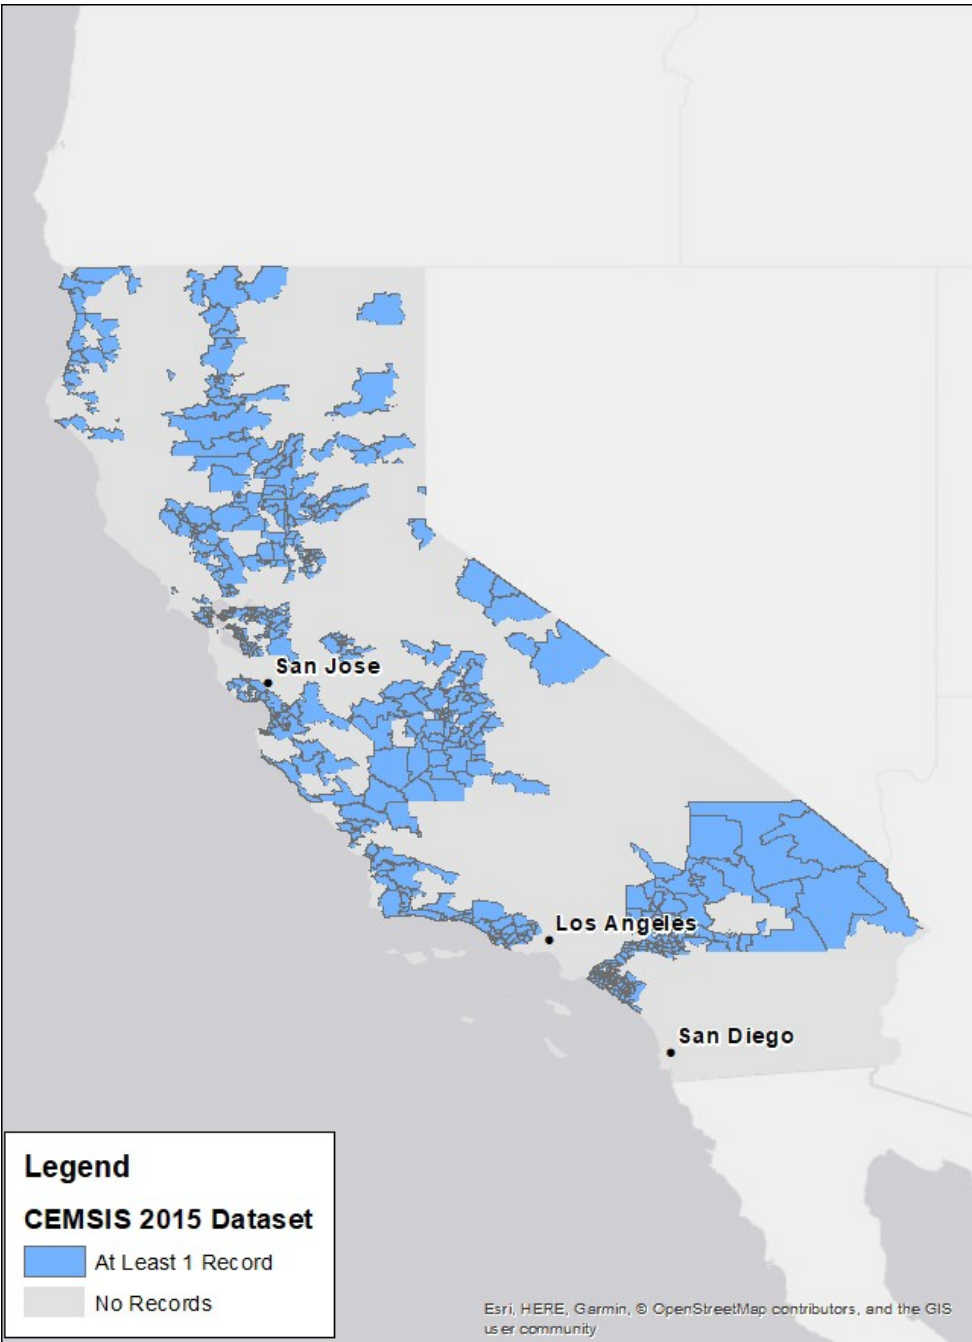 San Jose
Los Angeles
San Diego
Legend
CEMSIS 2015 Dataset
At Least 1 Record
No Records
Esri, HERE, Garmin, © OpenStreetMap contributors, and the GIS
user community